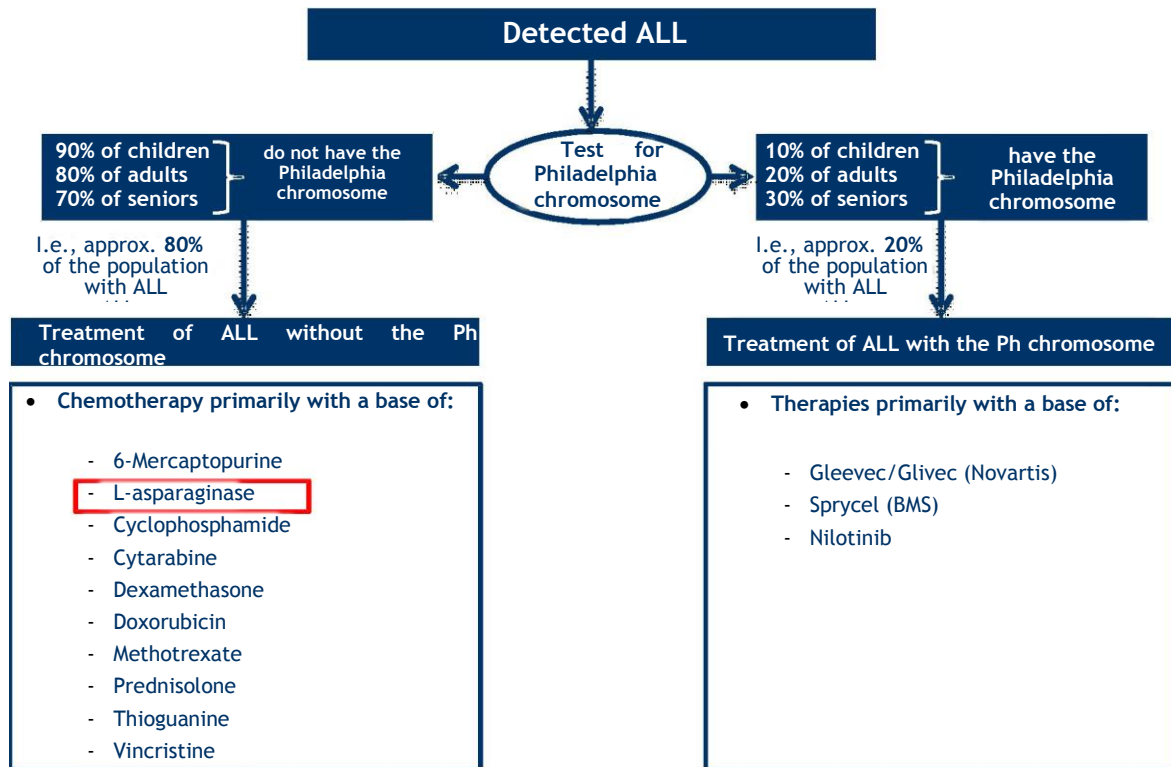 Detected ALL
90% of children
80% of adults
70% of seniors
do not have the
Philadelphia
chromosome
Test for
Philadelphia
chromosome
10% of children
20% of adults
30% of seniors
have the
Philadelphia
chromosome
I.e., approx. 80%
of the population
with ALL
I.e., approx. 20%
of the population
with ALL
Treatment of ALL without the Ph
chromosome
Treatment of ALL with the Ph chromosome
• Chemotherapy primarily with a base of:
- 6-Mercaptopurine
- L-asparaginase
- Cyclophosphamide
- Cytarabine
- Dexamethasone
- Doxorubicin
- Methotrexate
- Prednisolone
- Thioguanine
- Vincristine
• Therapies primarily with a base of:
- Gleevec/Glivec (Novartis)
- Sprycel (BMS)
- Nilotinib